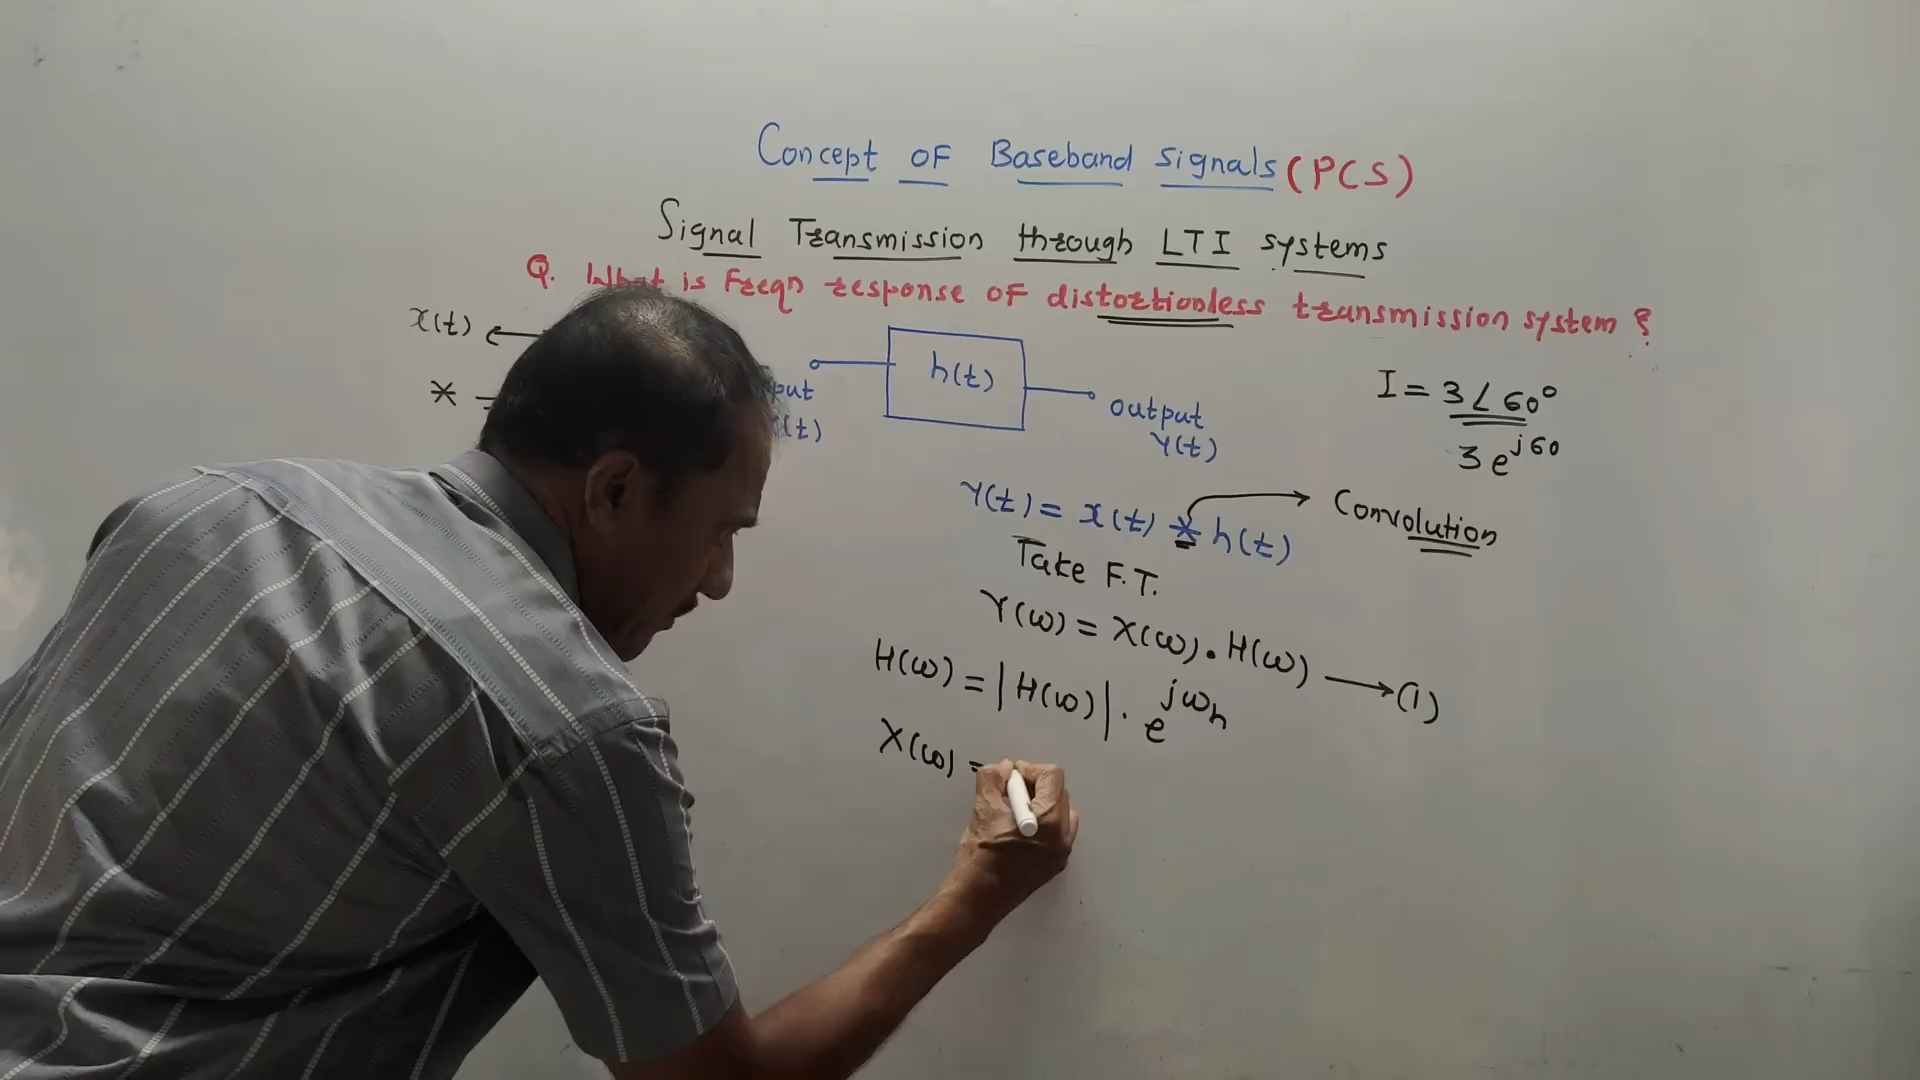 Concept OF Baseband Signals (PCS)
Signal Transmission through LTI systems
Q. What is Freqn response OF distortionless transmission system ?
x(t)
*
h(t)
put
(t)
output
Y(t)
I = 3∠60°
3e^j60
Y(t) = x(t) * h(t)
Convolution
Take F.T.
Y(ω) = X(ω) . H(ω) → (1)
H(ω) = |H(ω)| . e^jωh
X(ω) =